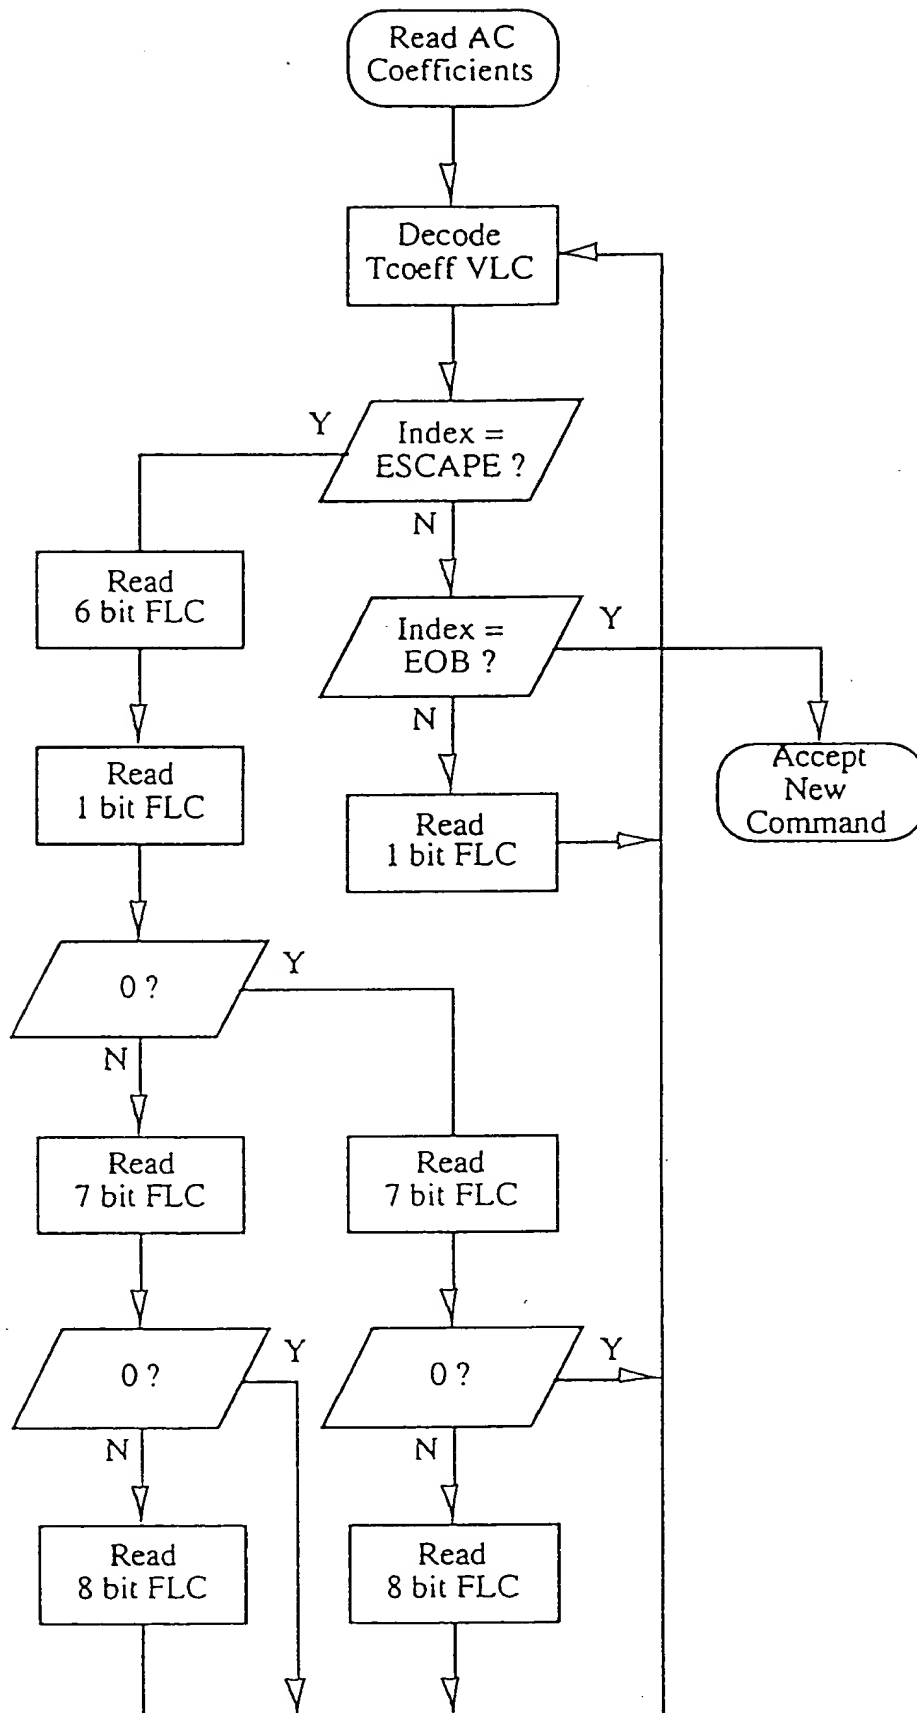 Read AC
Coefficients
Decode
Tcoeff VLC
Y
Index =
ESCAPE ?
N
Read
6 bit FLC
Index =
EOB ?
Y
N
Read
1 bit FLC
Read
1 bit FLC
Accept
New
Command
0 ?
Y
N
Read
7 bit FLC
Read
7 bit FLC
0 ?
Y
0 ?
Y
N
N
Read
8 bit FLC
Read
8 bit FLC